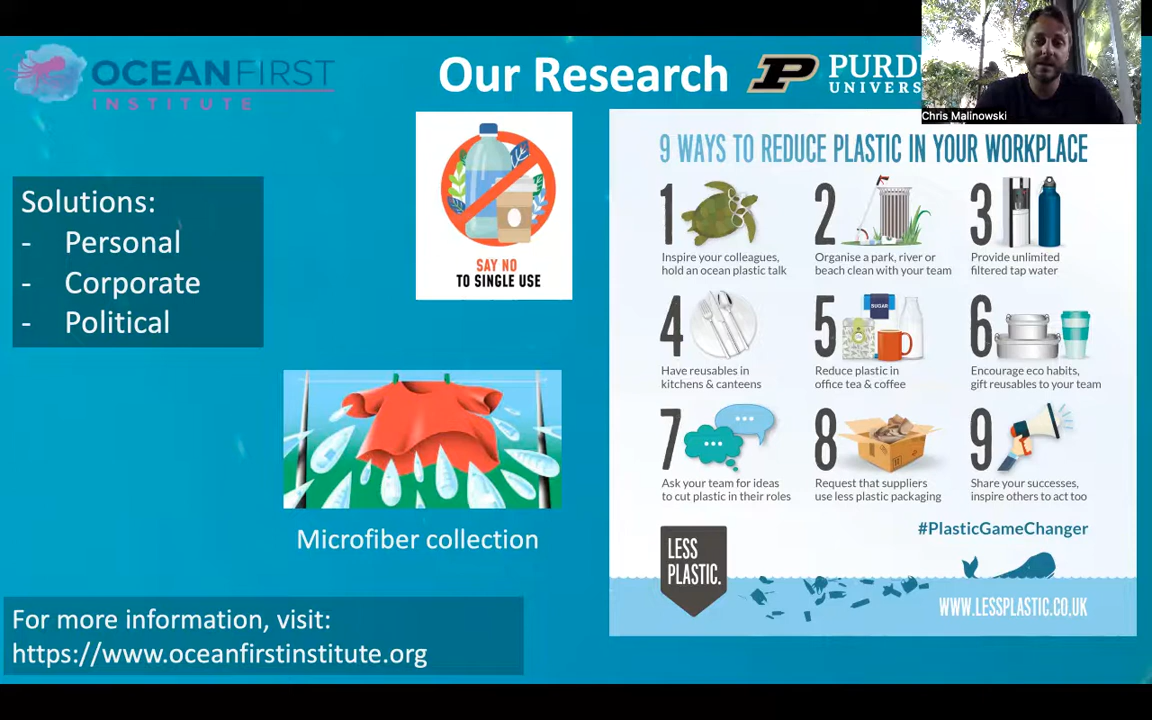 OCEANFIRST
INSTITUTE
Our Research
P
UNIVERS
Chris Malinowski
Solutions:
- Personal
- Corporate
- Political
SAY NO
TO SINGLE USE
Microfiber collection
For more information, visit:
https://www.oceanfirstinstitute.org
9 WAYS TO REDUCE PLASTIC IN YOUR WORKPLACE
1
Inspire your colleagues,
hold an ocean plastic talk
2
Organise a park, river or
beach clean with your team
3
Provide unlimited
filtered tap water
4
Have reusables in
kitchens & canteens
5
SUGAR
Reduce plastic in
office tea & coffee
6
Encourage eco habits,
gift reusables to your team
7
Ask your team for ideas
to cut plastic in their roles
8
Request that suppliers
use less plastic packaging
9
Share your successes,
inspire others to act too
#PlasticGameChanger
LESS
PLASTIC.
WWW.LESSPLASTIC.CO.UK